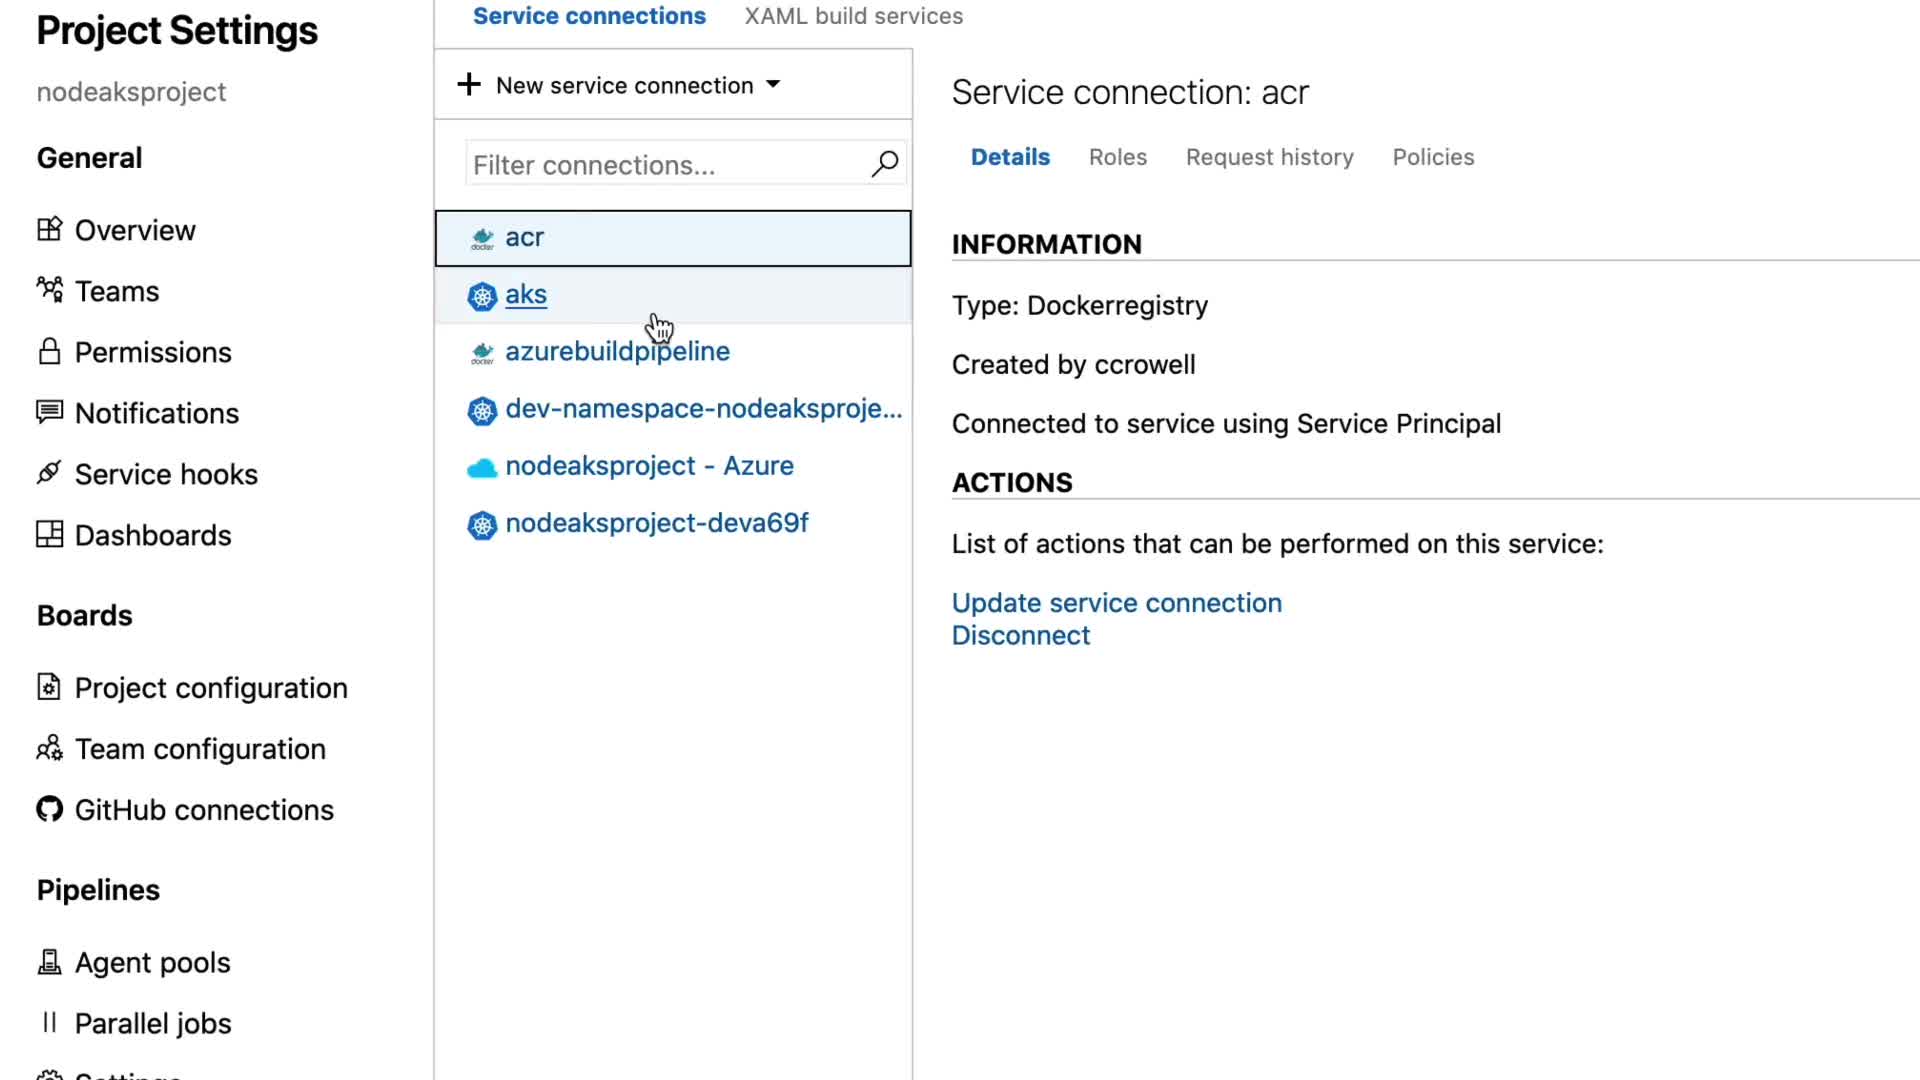 Project Settings
nodeaksproject
General
Overview
Teams
Permissions
Notifications
Service hooks
Dashboards
Boards
Project configuration
Team configuration
GitHub connections
Pipelines
Agent pools
Parallel jobs
Settings
Service connections
XAML build services
New service connection
Filter connections...
docker acr
aks
docker azurebuildpipeline
dev-namespace-nodeaksproje...
nodeaksproject - Azure
nodeaksproject-deva69f
Service connection: acr
Details
Roles
Request history
Policies
INFORMATION
Type: Dockerregistry
Created by ccrowell
Connected to service using Service Principal
ACTIONS
List of actions that can be performed on this service:
Update service connection
Disconnect